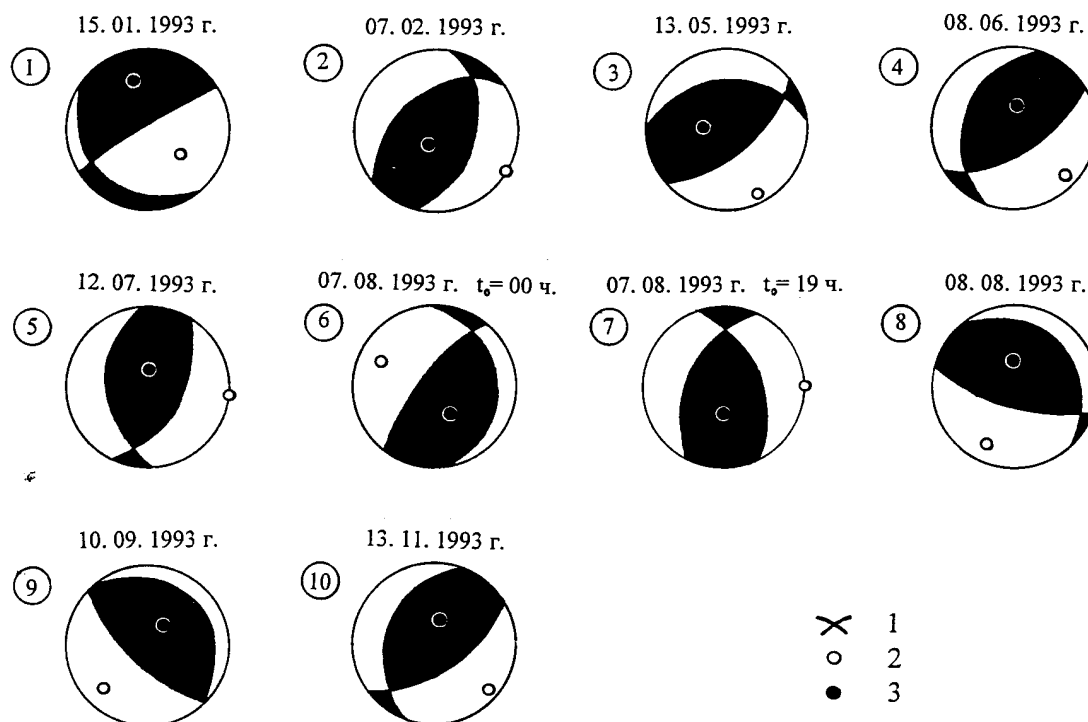 15. 01. 1993 г.
07. 02. 1993 г.
13. 05. 1993 г.
08. 06. 1993 г.
1
2
3
4
12. 07. 1993 г.
07. 08. 1993 г. t₀= 00 ч.
07. 08. 1993 г. t₀= 19 ч.
08. 08. 1993 г.
5
6
7
8
10. 09. 1993 г.
13. 11. 1993 г.
9
10
1
2
3